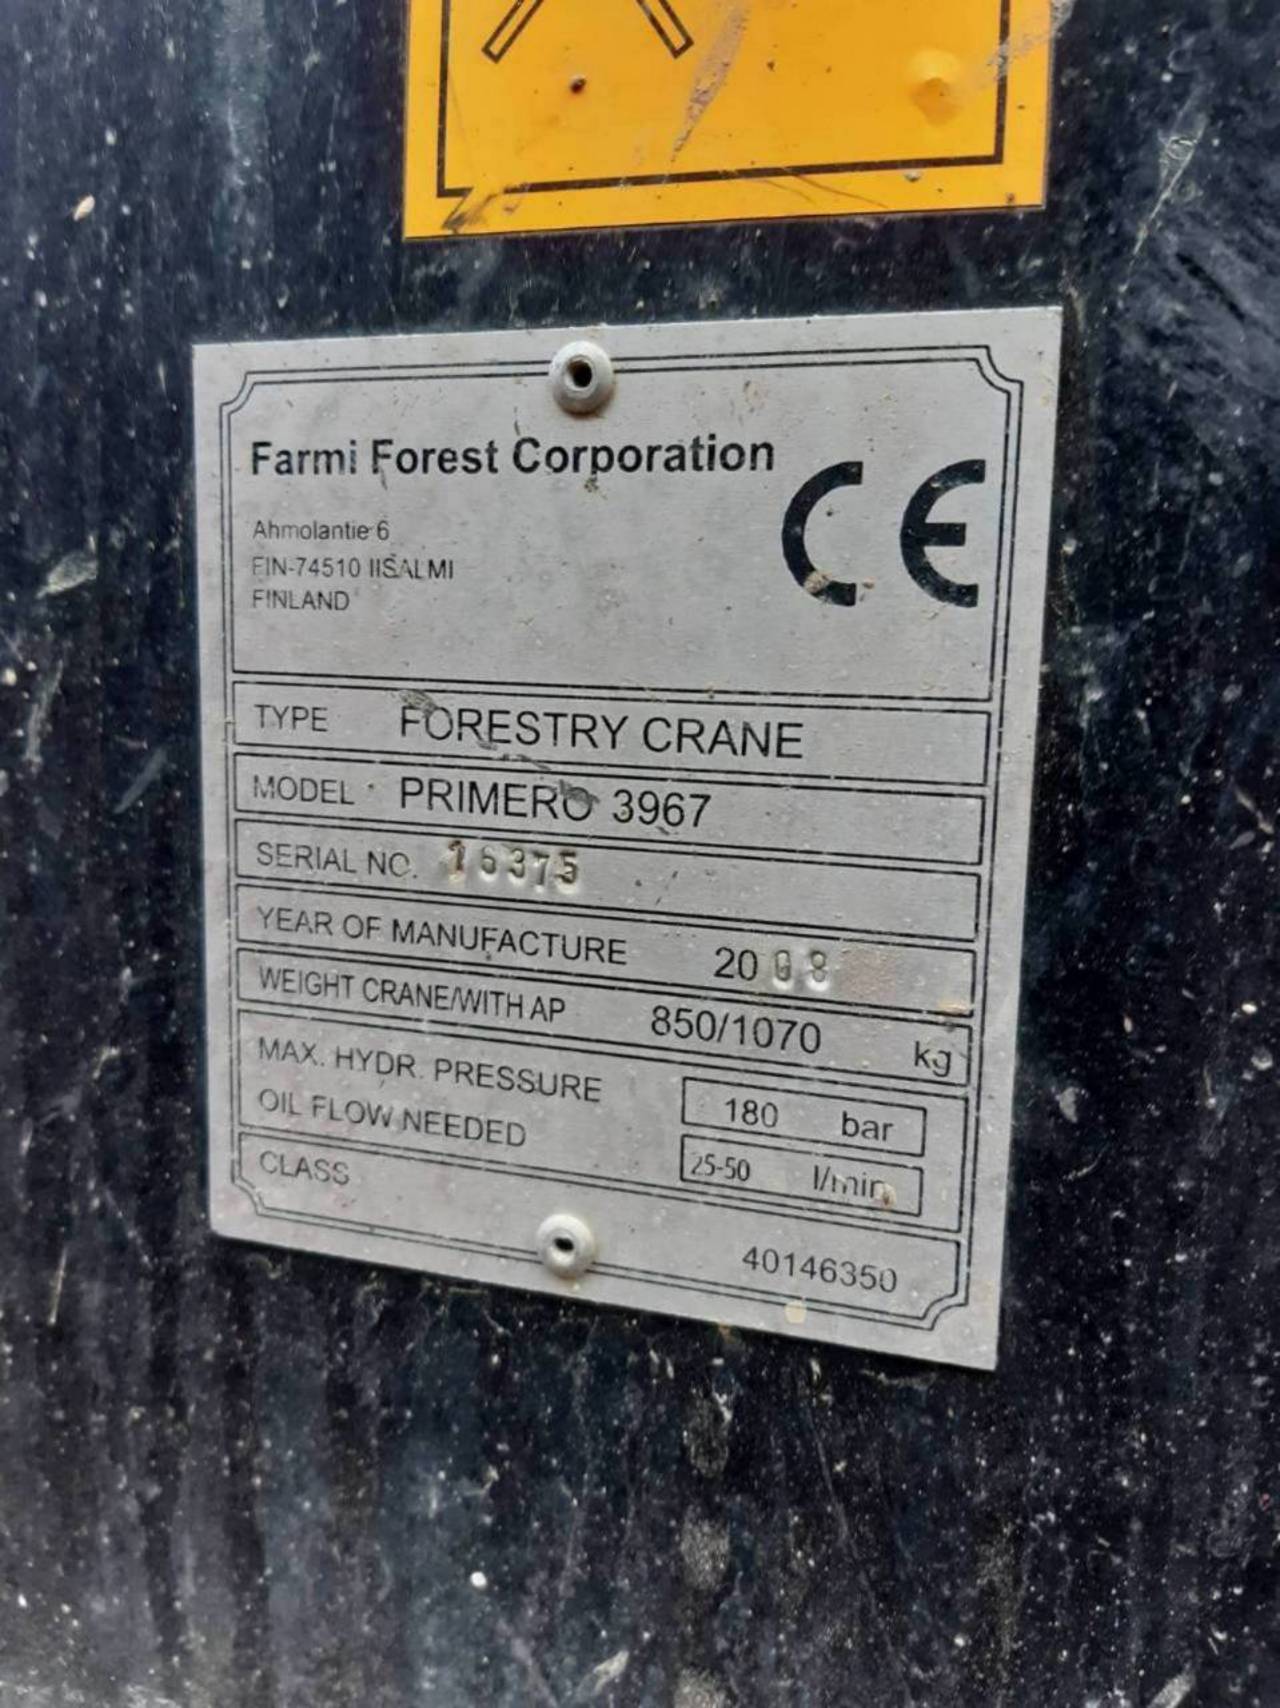 Farmi Forest Corporation
CE
Ahmolantie 6
FIN-74510 IISALMI
FINLAND
TYPE FORESTRY CRANE
MODEL PRIMERO 3967
SERIAL NO. 16375
YEAR OF MANUFACTURE 2008
WEIGHT CRANE/WITH AP 850/1070 kg
MAX. HYDR. PRESSURE 180 bar
OIL FLOW NEEDED 25-50 l/min
CLASS
40146350